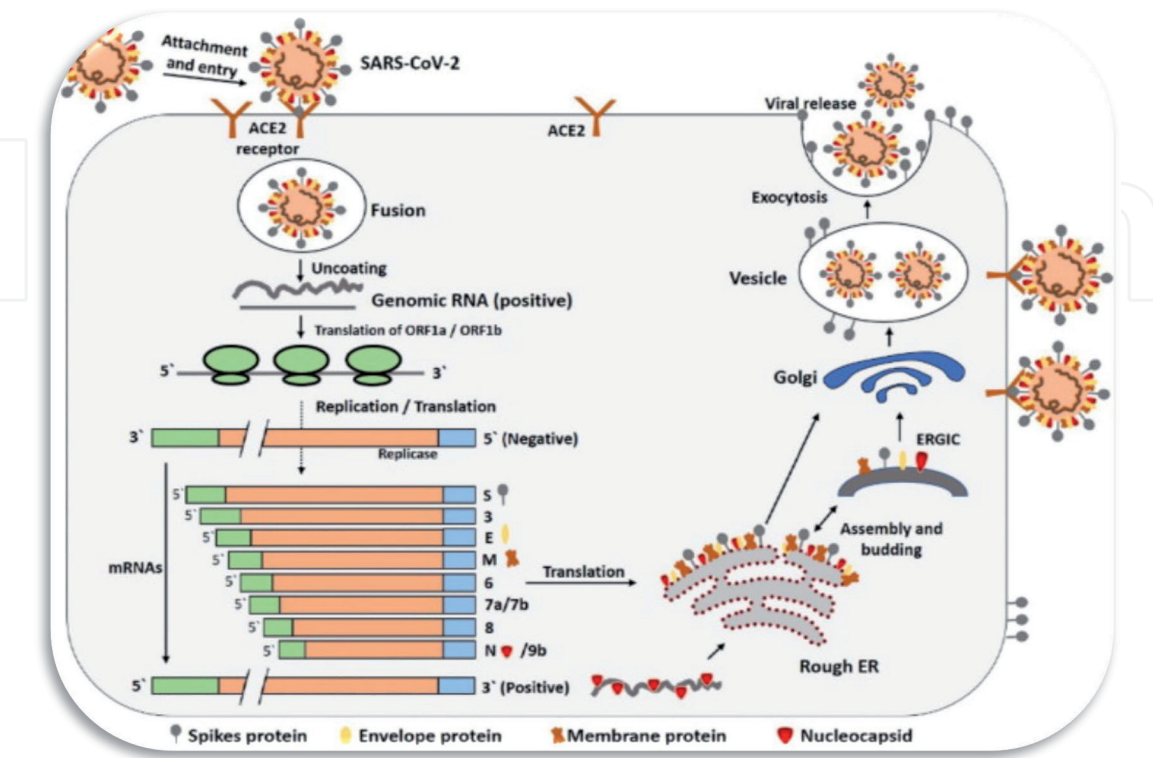 Attachment
and entry
SARS-CoV-2
ACE2
receptor
ACE2
Viral release
Fusion
Exocytosis
Uncoating
Genomic RNA (positive)
Vesicle
Translation of ORF1a / ORF1b
5` 3`
Golgi
Replication / Translation
3` 5` (Negative)
Replicase
ERGIC
5` S
5` 3
5` E
Assembly and
budding
5` M
mRNAs
Translation
5` 6
5` 7a/7b
5` 8
5` N /9b
Rough ER
5` 3` (Positive)
Spikes protein Envelope protein Membrane protein Nucleocapsid